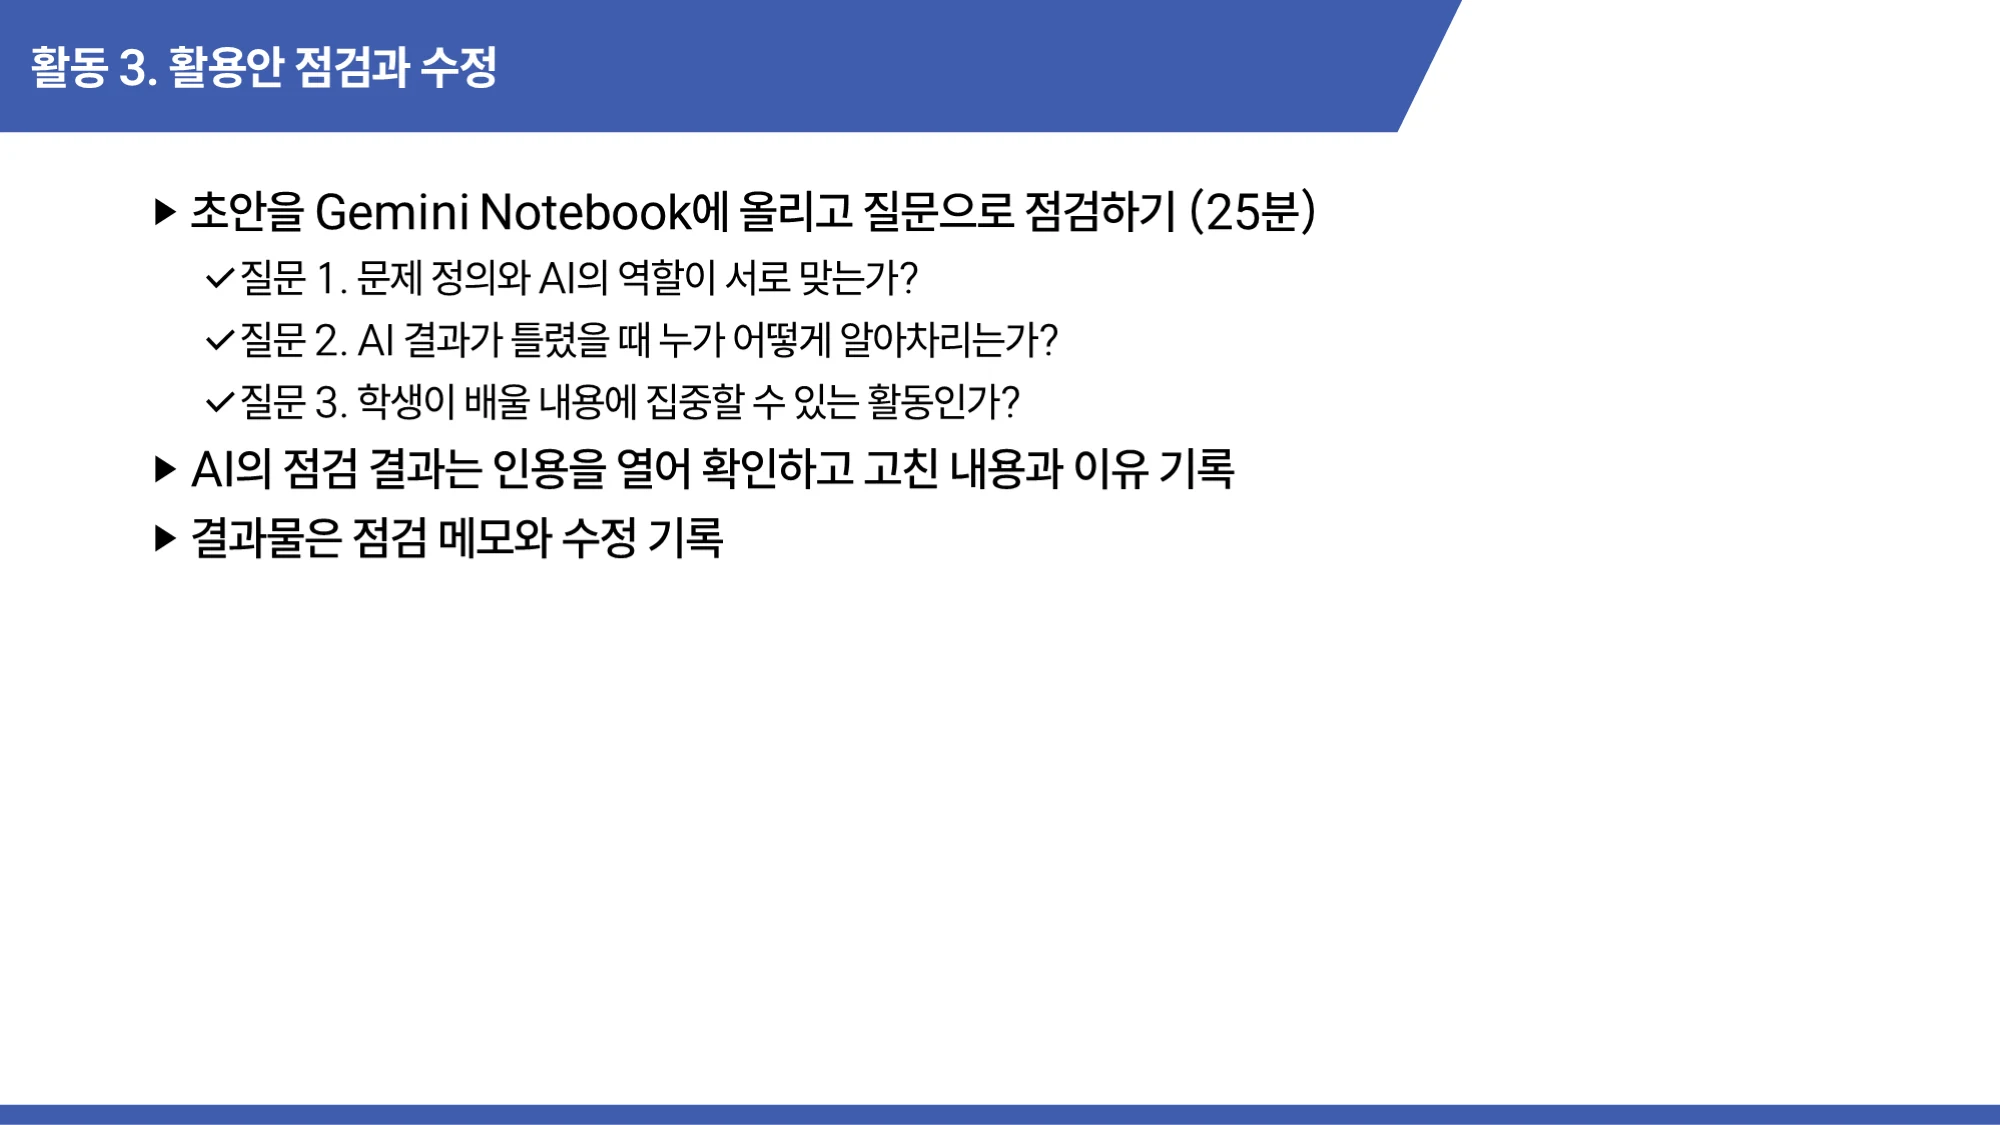 활동 3. 활용안 점검과 수정
▶ 초안을 Gemini Notebook에 올리고 질문으로 점검하기 (25분)
✓ 질문 1. 문제 정의와 AI의 역할이 서로 맞는가?
✓ 질문 2. AI 결과가 틀렸을 때 누가 어떻게 알아차리는가?
✓ 질문 3. 학생이 배울 내용에 집중할 수 있는 활동인가?
▶ AI의 점검 결과는 인용을 열어 확인하고 고친 내용과 이유 기록
▶ 결과물은 점검 메모와 수정 기록